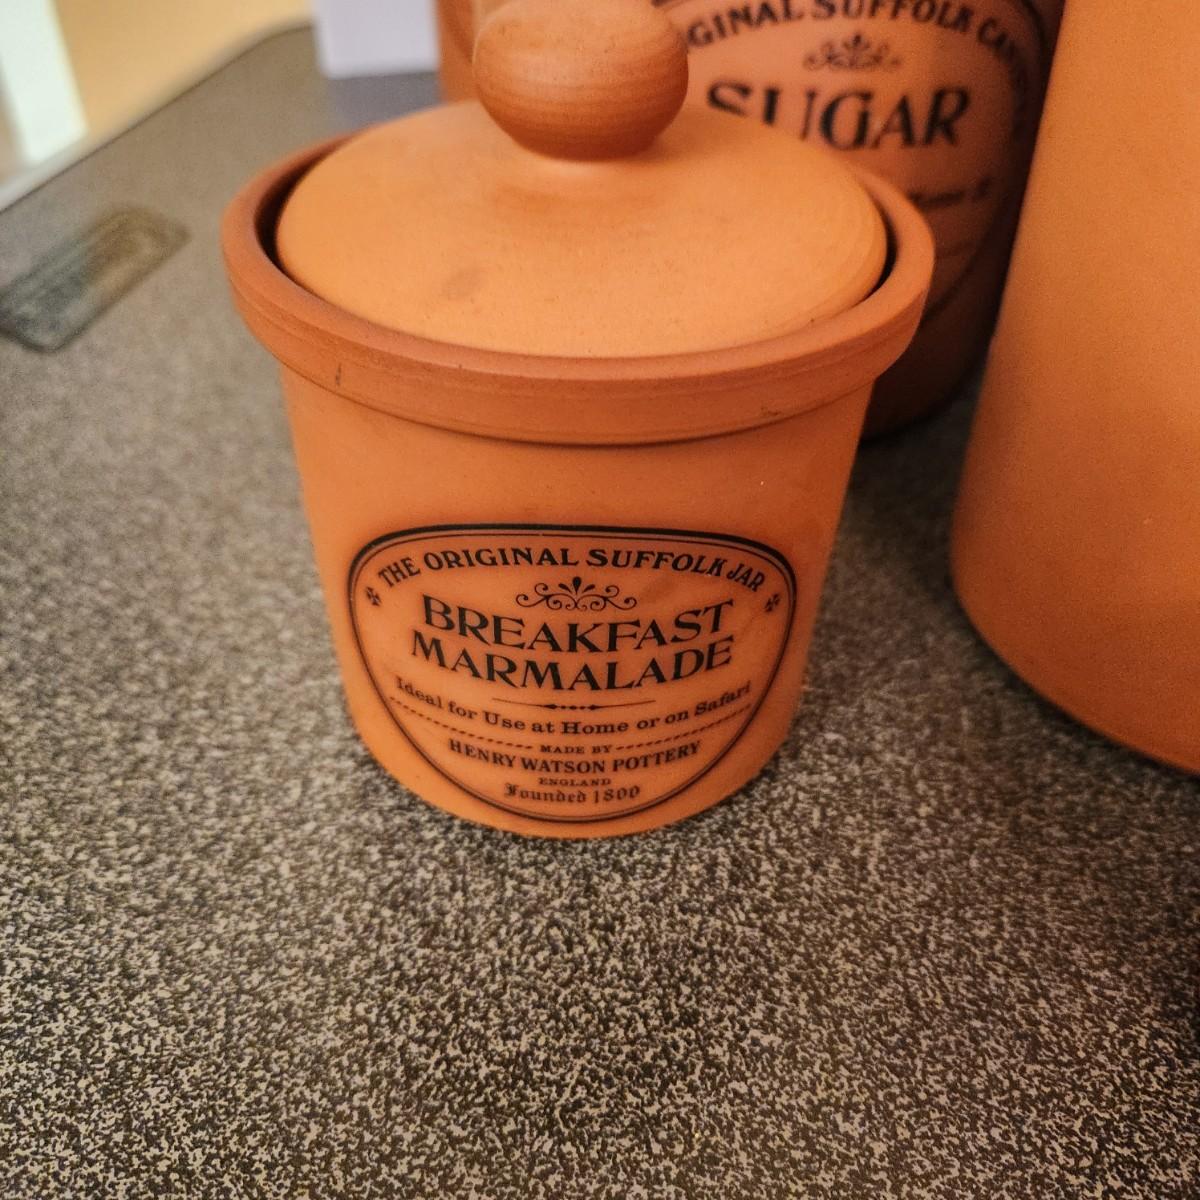 ORIGINAL SUFFOLK
SUGAR
THE ORIGINAL SUFFOLK JAR
BREAKFAST
MARMALADE
Ideal for Use at Home or on Safari
MADE BY
HENRY WATSON POTTERY
ENGLAND
Founded 1800